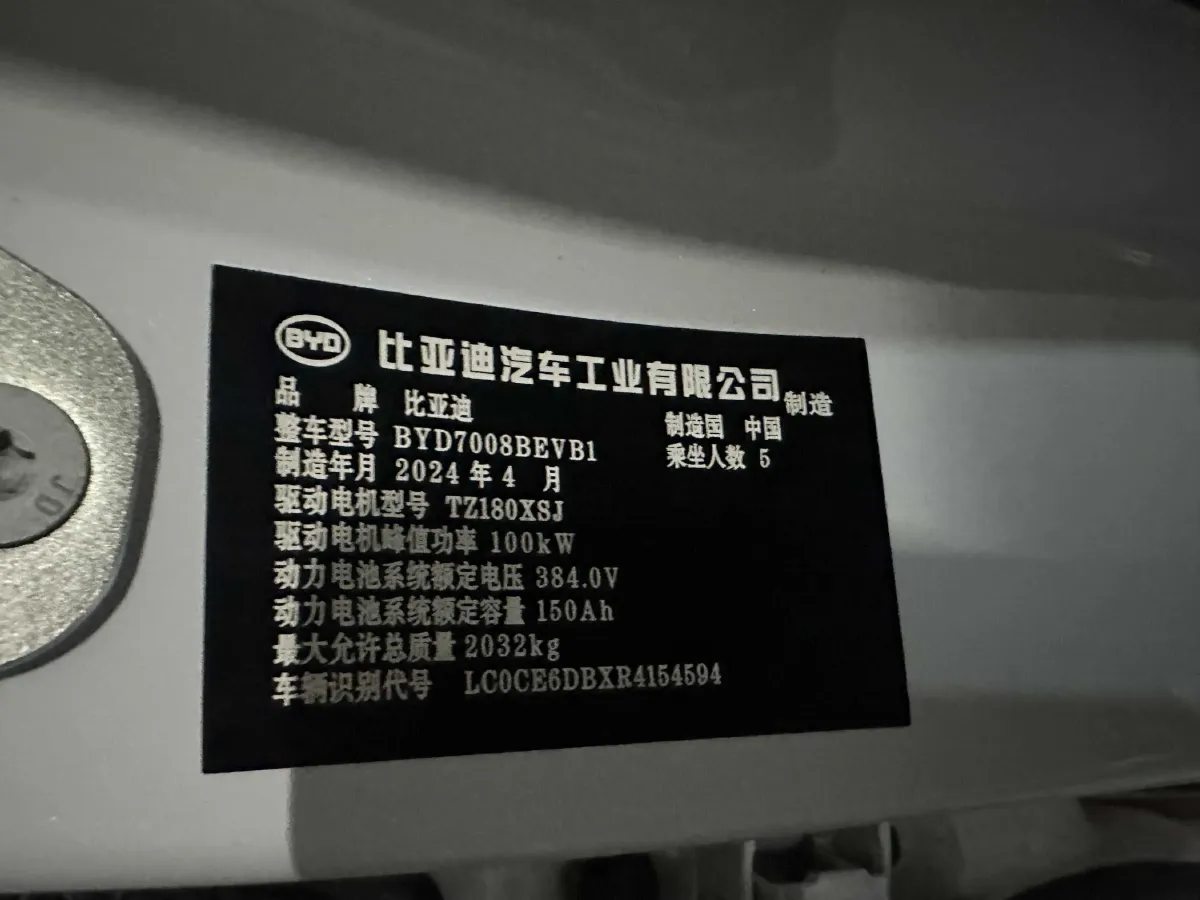 BYD 比亚迪汽车工业有限公司制造
品 牌 比亚迪
制造国 中国
整车型号 BYD7008BEVB1
乘坐人数 5
制造年月 2024 年 4 月
驱动电机型号 TZ180XSJ
驱动电机峰值功率 100kW
动力电池系统额定电压 384.0V
动力电池系统额定容量 150Ah
最大允许总质量 2032kg
车辆识别代号 LC0CE6DBXR4154594
JD